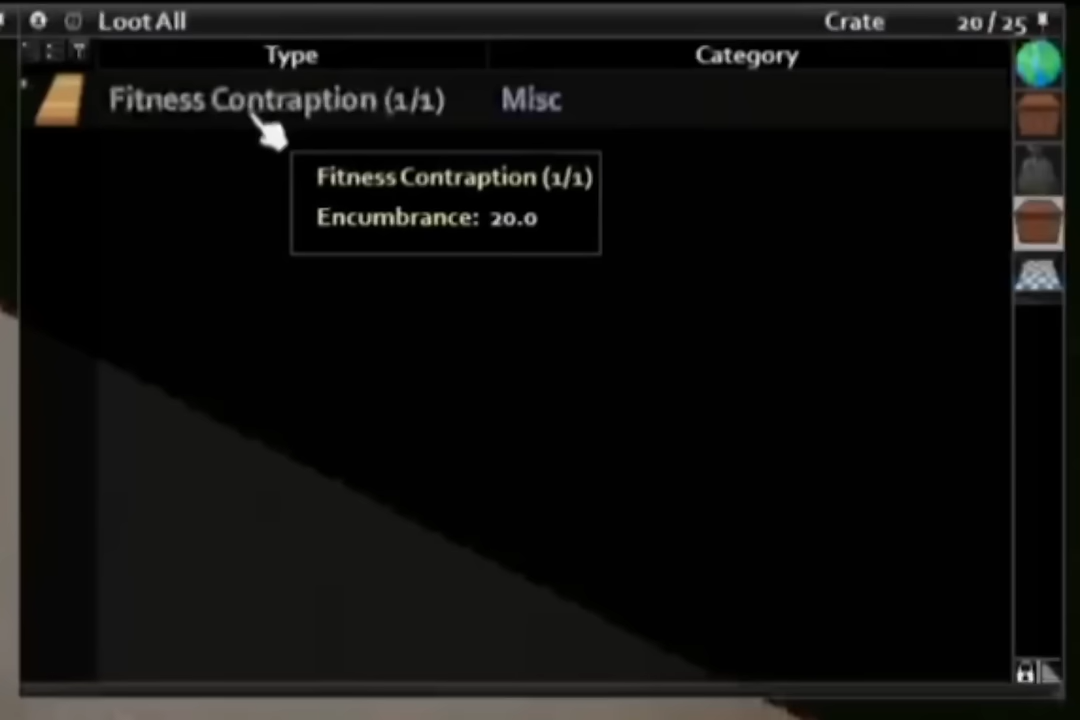 Loot All Crate 20 / 25
Type Category
Fitness Contraption (1/1) Misc
Fitness Contraption (1/1)
Encumbrance: 20.0